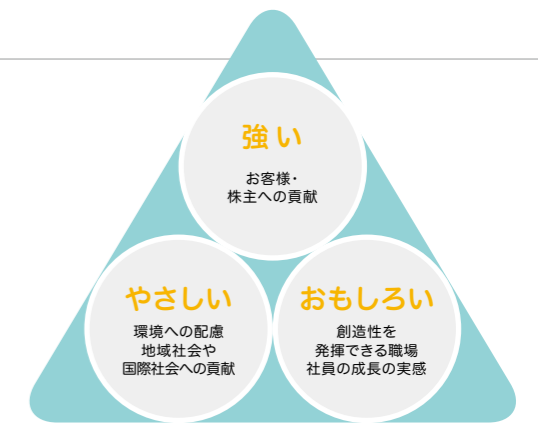 強い
お客様・
株主への貢献
やさしい
環境への配慮
地域社会や
国際社会への貢献
おもしろい
創造性を
発揮できる職場
社員の成長の実感